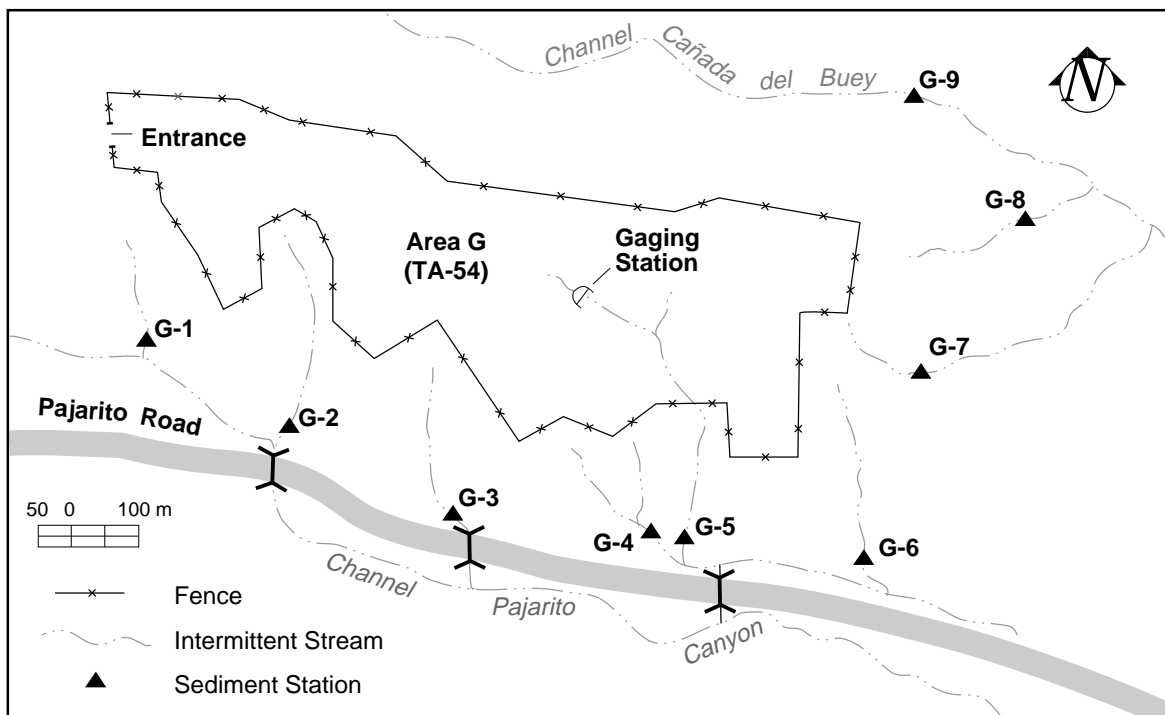 Channel Cañada del Buey
G-9
N
Entrance
G-8
Area G
(TA-54)
Gaging
Station
G-1
G-7
Pajarito Road
G-2
G-3
G-4
G-5
G-6
50 0 100 m
Channel Pajarito Canyon
Fence
Intermittent Stream
Sediment Station